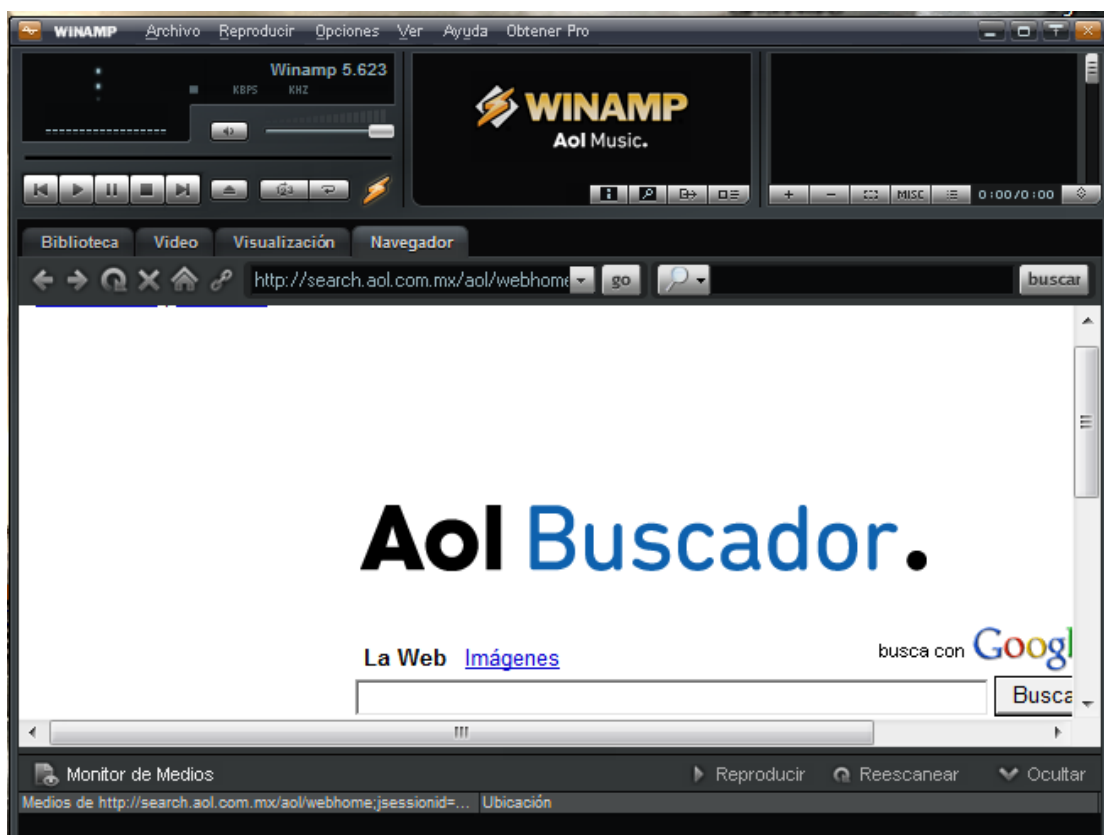 WINAMP Archivo Reproducir Opciones Ver Ayuda Obtener Pro
Winamp 5.623
KBPS KHZ
WINAMP
Aol Music.
123
+ - MISC 0:00/0:00
Biblioteca Video Visualización Navegador
http://search.aol.com.mx/aol/webhome go buscar
Aol Buscador.
La Web Imágenes busca con Googl
Busca
Monitor de Medios Reproducir Reescanear Ocultar
Medios de http://search.aol.com.mx/aol/webhome;jsessionid=... Ubicación